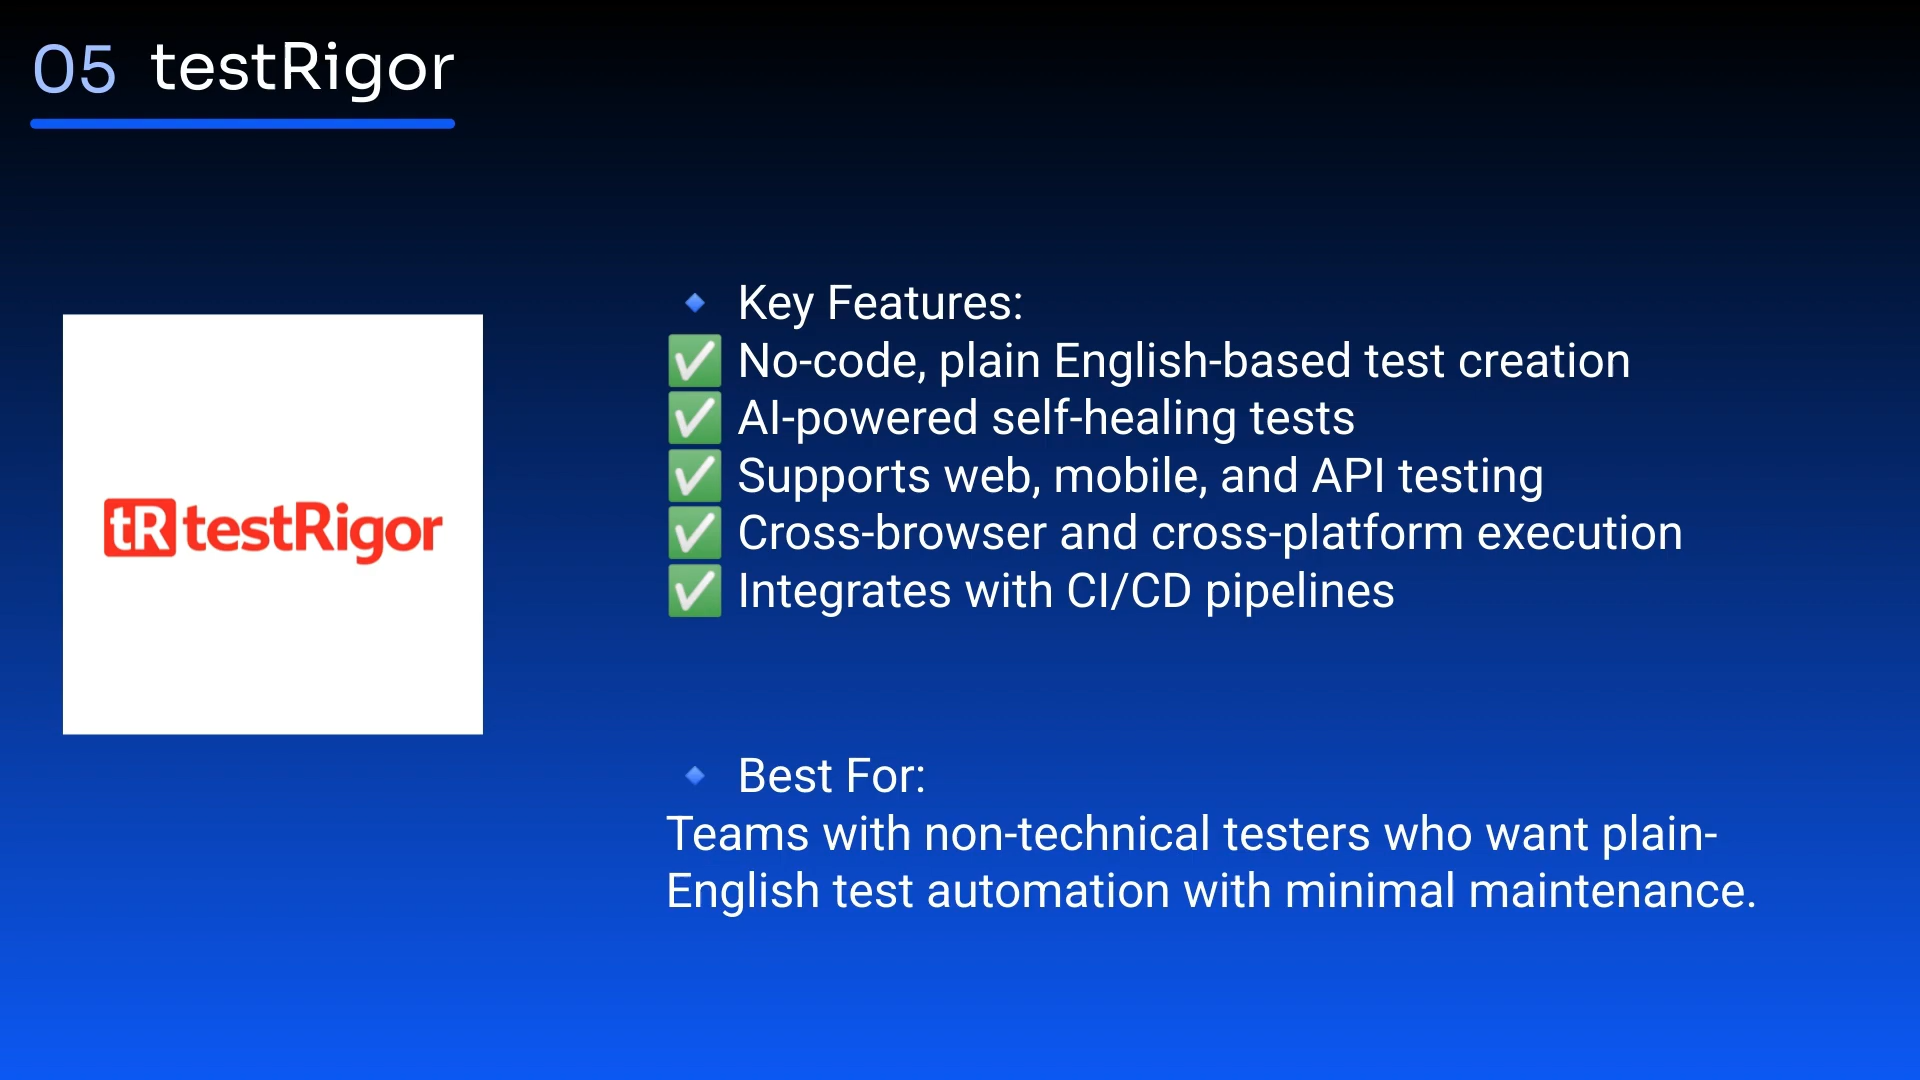 05 testRigor
tR testRigor
🔹 Key Features:
✅ No-code, plain English-based test creation
✅ AI-powered self-healing tests
✅ Supports web, mobile, and API testing
✅ Cross-browser and cross-platform execution
✅ Integrates with CI/CD pipelines
🔹 Best For:
Teams with non-technical testers who want plain-
English test automation with minimal maintenance.